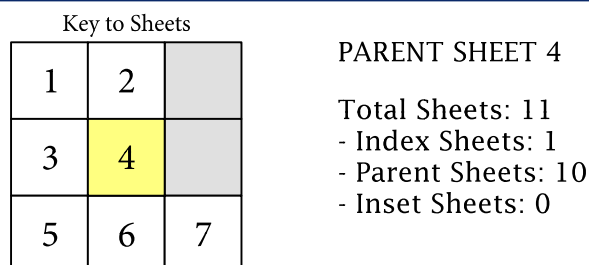 Key to Sheets
1 2
3 4
5 6 7
PARENT SHEET 4
Total Sheets: 11
- Index Sheets: 1
- Parent Sheets: 10
- Inset Sheets: 0